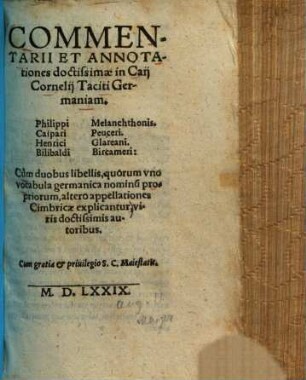 COMMEN-
TARII ET ANNOTA-
tiones doctissimæ in Caij
Cornelij Taciti Ger-
maniam.
Philippi Melanchthonis.
Caspari Peuceri.
Henrici Glareani.
Bilibaldi Bircameri:
Cum duobus libellis, quorum vno
vocabula germanica nominũ pro-
priorum, altero appellationes
Cimbricæ explicantur, vi-
ris doctissimis au-
toribus.
Cum gratia & priuilegio S. C. Maiestatis.
M. D. LXXIX.